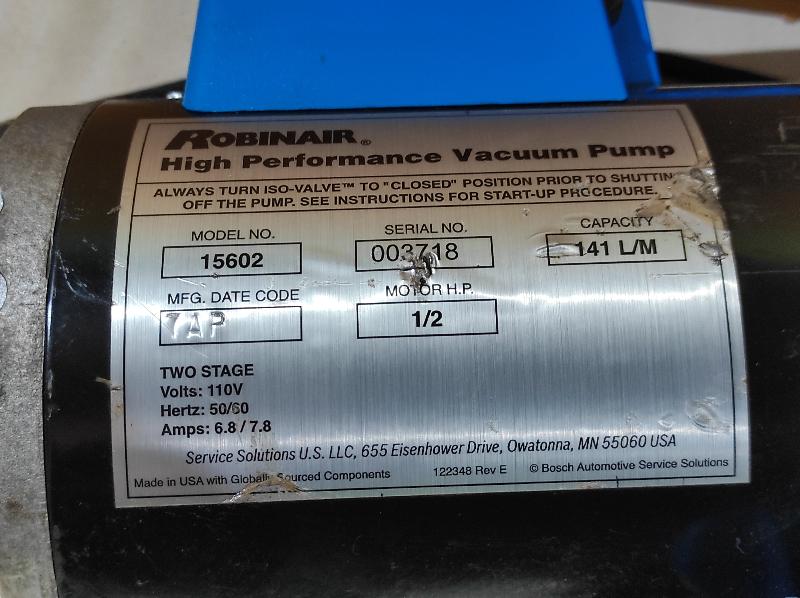 ROBINAIR®
High Performance Vacuum Pump
ALWAYS TURN ISO-VALVE™ TO "CLOSED" POSITION PRIOR TO SHUTTIN
OFF THE PUMP. SEE INSTRUCTIONS FOR START-UP PROCEDURE.
MODEL NO. SERIAL NO. CAPACITY
15602 003718 141 L/M
MFG. DATE CODE MOTOR H.P.
7AP 1/2
TWO STAGE
Volts: 110V
Hertz: 50/60
Amps: 6.8 / 7.8
Service Solutions U.S. LLC, 655 Eisenhower Drive, Owatonna, MN 55060 USA
Made in USA with Globally Sourced Components 122348 Rev E © Bosch Automotive Service Solutions